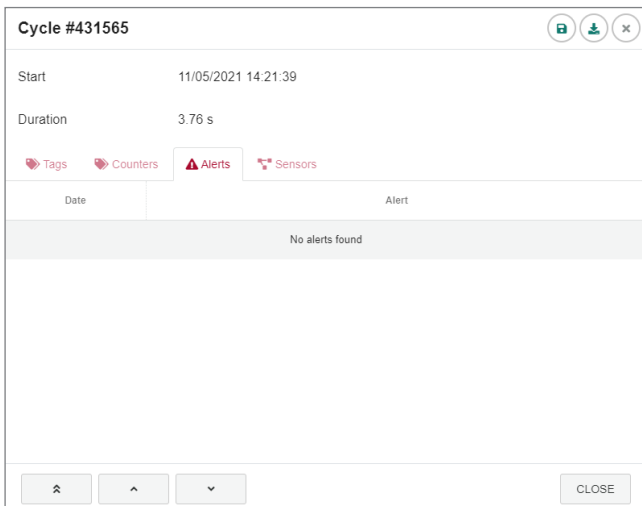 Cycle #431565
Start 11/05/2021 14:21:39
Duration 3.76 s
Tags Counters Alerts Sensors
Date Alert
No alerts found
CLOSE